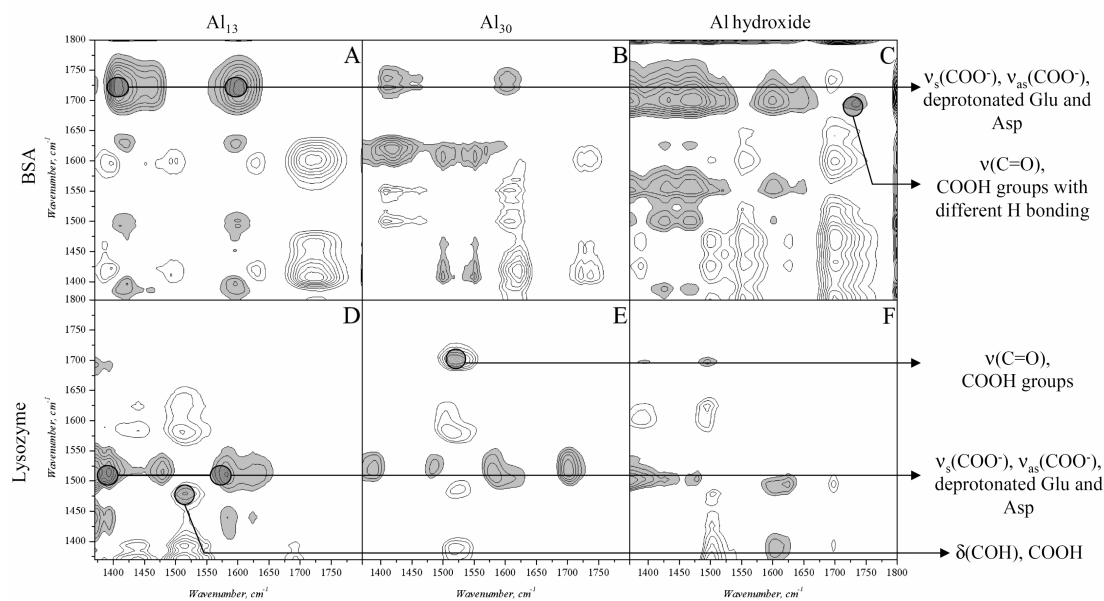 Al₁₃ Al₃₀ Al hydroxide
BSA
Wavenumber, cm⁻¹
1800
1750
1700
1650
1600
1550
1500
1450
1400
A
B
C
νₛ(COO⁻), νₐₛ(COO⁻),
deprotonated Glu and
Asp
ν(C=O),
COOH groups with
different H bonding
Lysozyme
Wavenumber, cm⁻¹
1800
1750
1700
1650
1600
1550
1500
1450
1400
D
E
F
ν(C=O),
COOH groups
νₛ(COO⁻), νₐₛ(COO⁻),
deprotonated Glu and
Asp
δ(COH), COOH
1400 1450 1500 1550 1600 1650 1700 1750
1400 1450 1500 1550 1600 1650 1700 1750
1400 1450 1500 1550 1600 1650 1700 1750 1800
Wavenumber, cm⁻¹
Wavenumber, cm⁻¹
Wavenumber, cm⁻¹